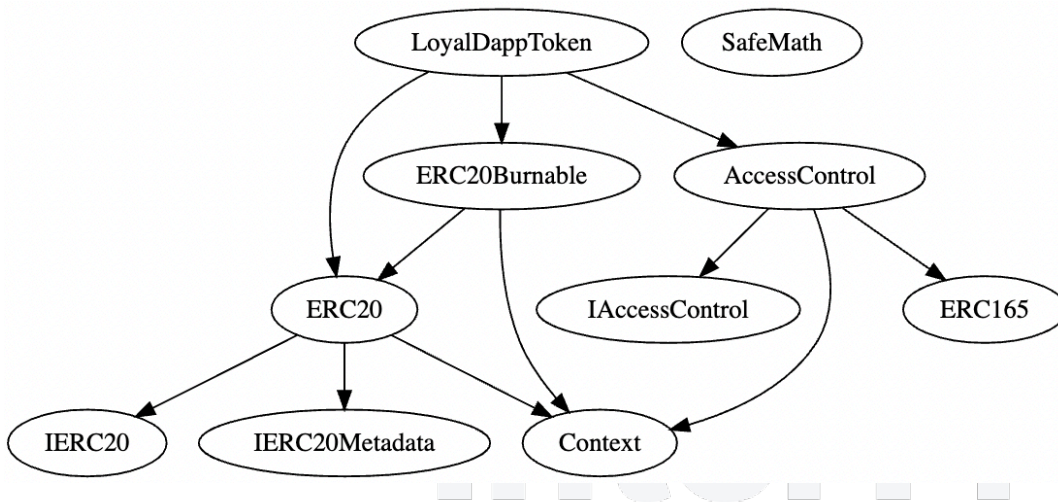 LoyalDappToken
SafeMath
ERC20Burnable
AccessControl
ERC20
IAccessControl
ERC165
IERC20
IERC20Metadata
Context